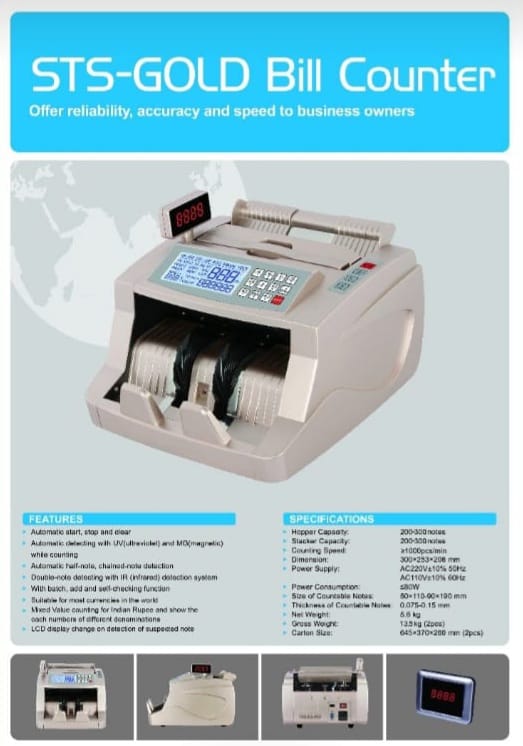 STS-GOLD Bill Counter
Offer reliability, accuracy and speed to business owners
FEATURES
Automatic start, stop and clear
Automatic detecting with UV(ultraviolet) and MG(magnetic)
while counting
Automatic half-note, chained-note detection
Double-note detecting with IR (infrared) detection system
With batch, add and self-checking function
Suitable for most currencies in the world
Mixed Value counting for Indian Rupee and show the
each numbers of different denominations
LCD display change on detection of suspected note
SPECIFICATIONS
Hopper Capacity: 200-300 notes
Stacker Capacity: 200-300 notes
Counting Speed: ≥1000pcs/min
Dimension: 300×253×206 mm
Power Supply: AC220V±10% 50Hz
AC110V±10% 60Hz
Power Consumption: ≤80W
Size of Countable Notes: 50×110-90×190 mm
Thickness of Countable Notes: 0.075-0.15 mm
Net Weight: 5.6 kg
Gross Weight: 13.5kg (2pcs)
Carton Size: 645×370×260 mm (2pcs)